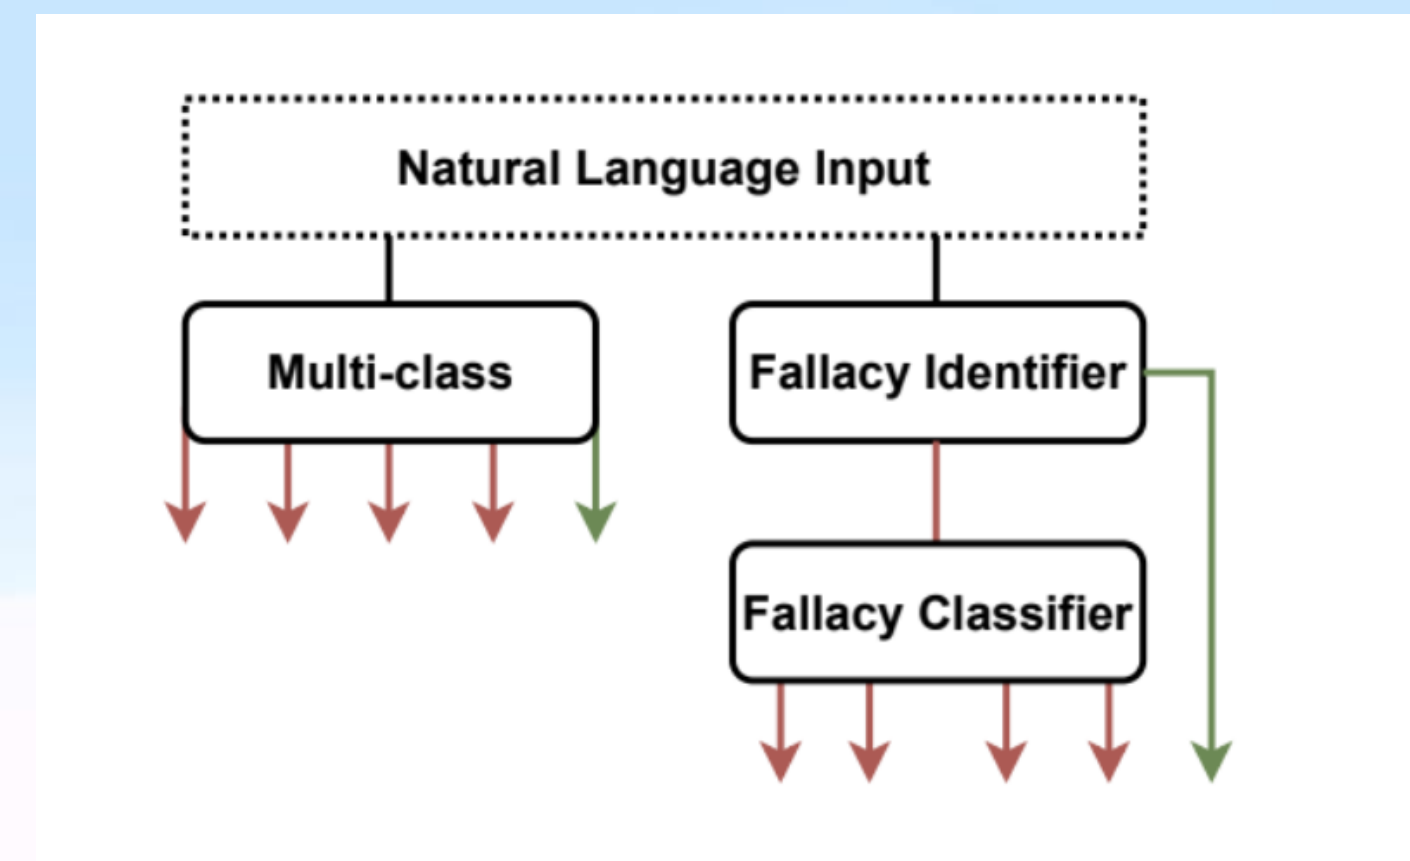 Natural Language Input
Multi-class
Fallacy Identifier
Fallacy Classifier